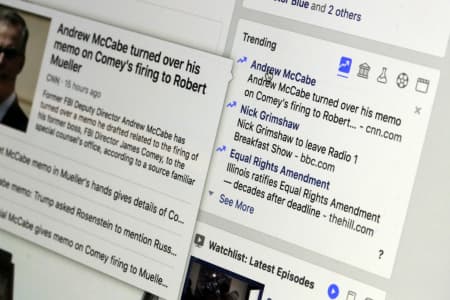 Andrew McCabe turned over his
memo on Comey's firing to Robert
Mueller
CNN · 15 hours ago
Former FBI Deputy Director Andrew McCabe has
turned over a memo he drafted related to the firing of
his former boss, FBI Director James Comey, to the
special counsel's office, according to a source familiar
McCabe memo in Mueller's hands gives details of Co...
memo: Trump asked Rosenstein to mention Russ...
McCabe gives memo on Comey firing to Muelle...
Blue and 2 others
Trending
Andrew McCabe
Andrew McCabe turned over his memo
on Comey's firing to Robert... - cnn.com
Nick Grimshaw
Nick Grimshaw to leave Radio 1
Breakfast Show - bbc.com
Equal Rights Amendment
Illinois ratifies Equal Rights Amendment
—decades after deadline - thehill.com
See More
?
Watchlist: Latest Episodes